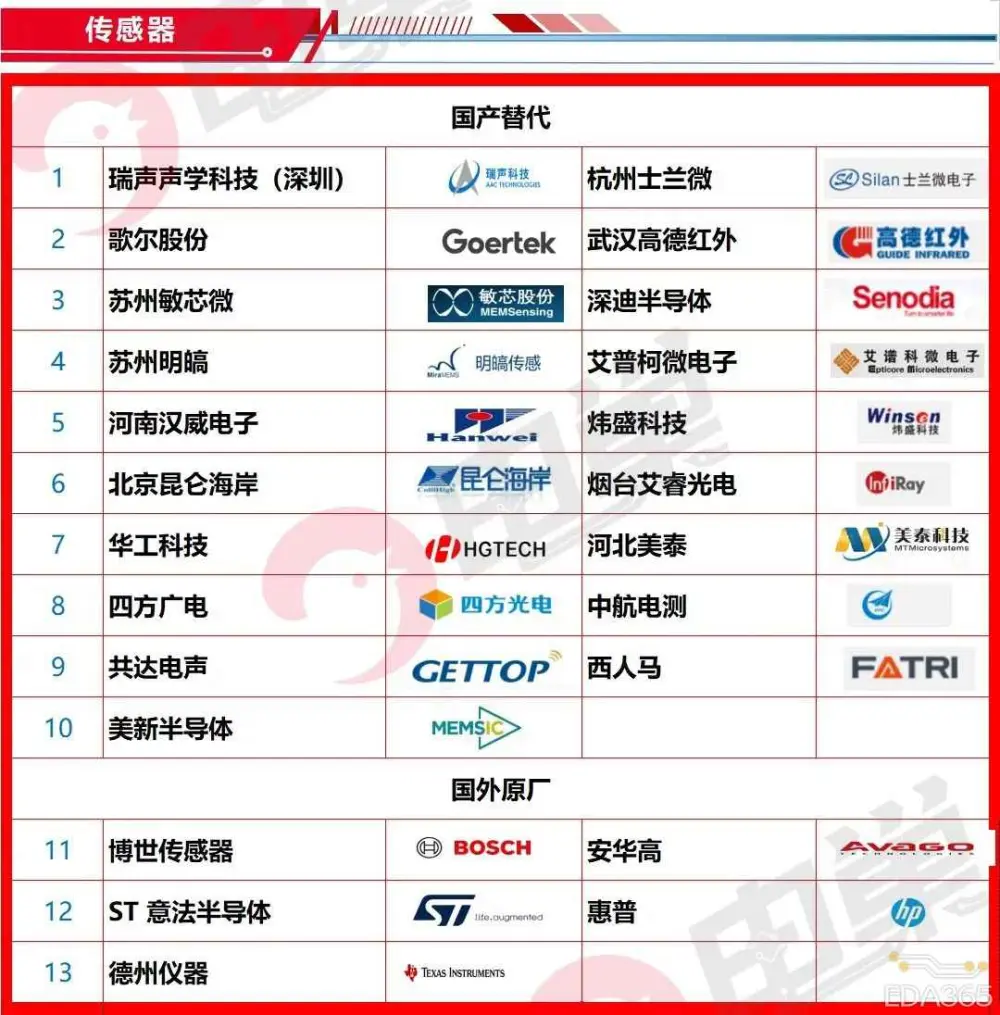 传感器
国产替代
1 瑞声声学科技（深圳） 瑞声科技 AAC TECHNOLOGIES 杭州士兰微 SL Silan 士兰微电子
2 歌尔股份 Goertek 武汉高德红外 高德红外 GUIDE INFRARED
3 苏州敏芯微 敏芯股份 MEMSensing 深迪半导体 Senodia Turn to smarter life
4 苏州明皜 MiraMEMS 明皜传感 艾普柯微电子 艾谱科微电子 Epticore Microelectronics
5 河南汉威电子 Hanwei 炜盛科技 Winsen 炜盛科技
6 北京昆仑海岸 昆仑海岸 烟台艾睿光电 InfiRay
7 华工科技 HGTECH 河北美泰 美泰科技 MTMicrosystems
8 四方广电 四方光电 中航电测
9 共达电声 GETTOP 西人马 FATRI
10 美新半导体 MEMSIC
国外原厂
11 博世传感器 BOSCH 安华高 AVAGO TECHNOLOGIES
12 ST 意法半导体 ST life.augmented 惠普 hp
13 德州仪器 TEXAS INSTRUMENTS
EDA365